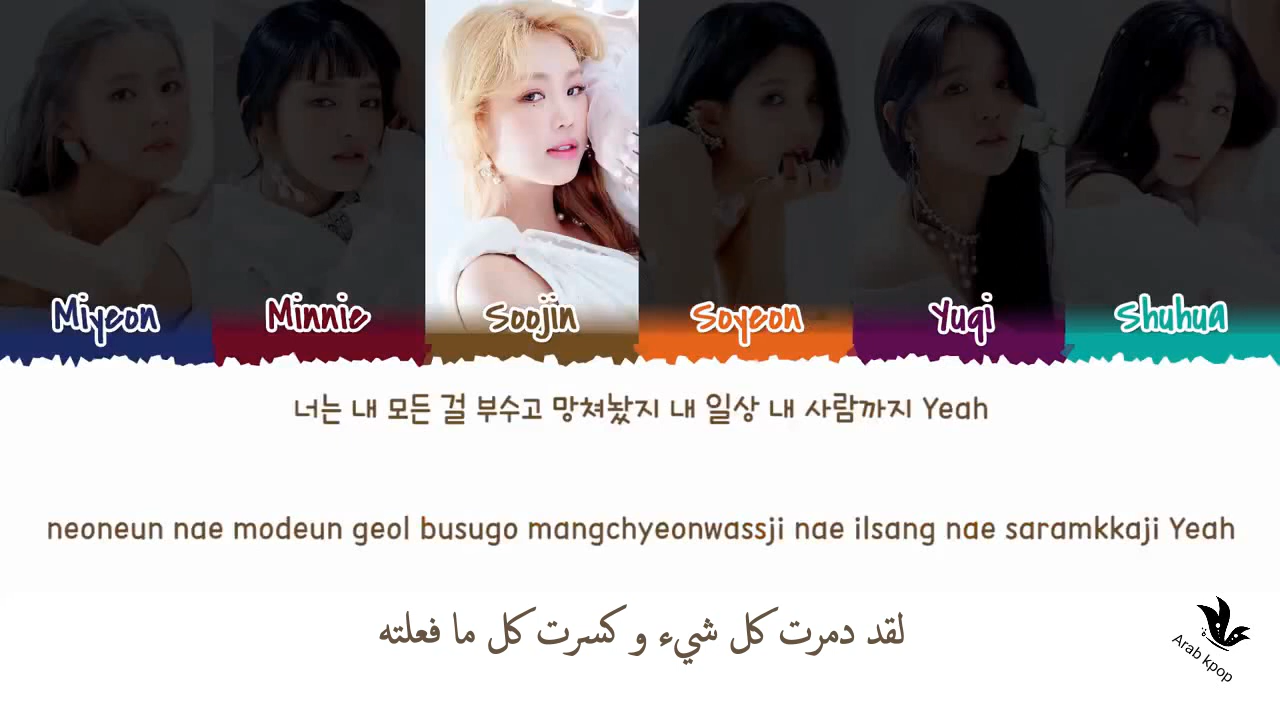 Miyeon
Minnie
Soojin
Soyeon
Yuqi
Shuhua
너는 내 모든 걸 부수고 망쳐놨지 내 일상 내 사람까지 Yeah
neoneun nae modeun geol busugo mangchyeonwassji nae ilsang nae saramkkaji Yeah
لقد دمرت كل شيء و كسرت كل ما فعلته
Arab kpop